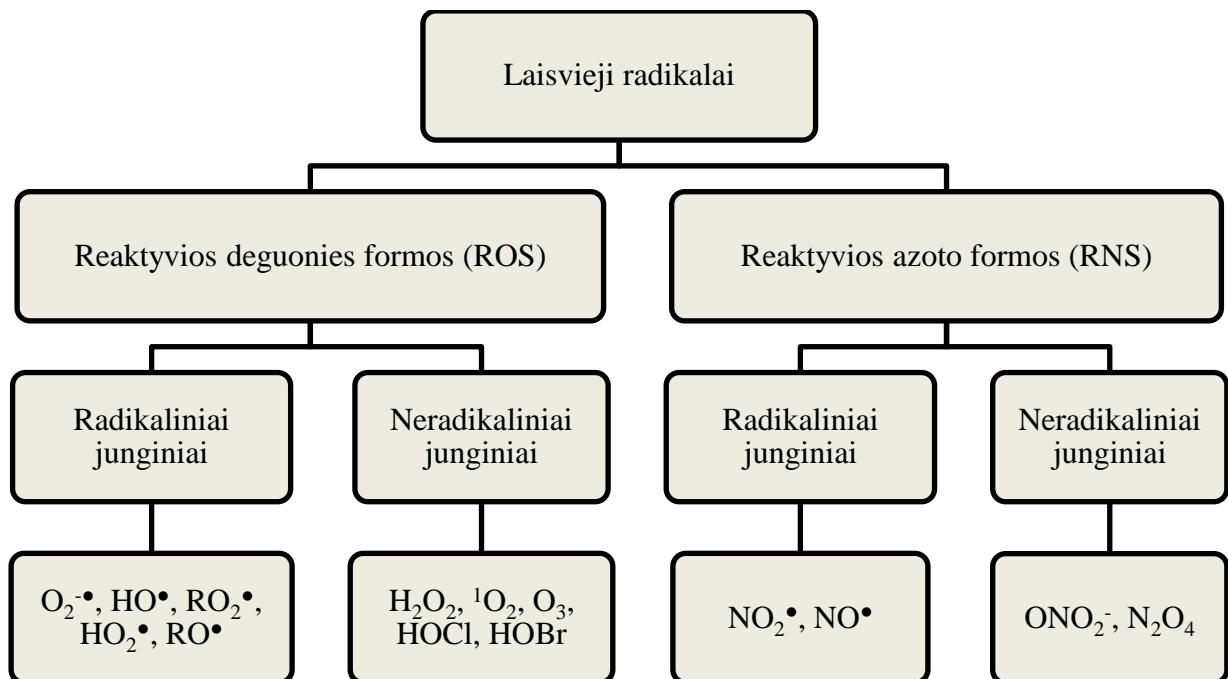 Laisvieji radikalai
Reaktyvios deguonies formos (ROS)
Reaktyvios azoto formos (RNS)
Radikaliniai
junginiai
Neradikaliniai
junginiai
Radikaliniai
junginiai
Neradikaliniai
junginiai
O₂⁻•, HO•, RO₂•,
HO₂•, RO•
H₂O₂, ¹O₂, O₃,
HOCl, HOBr
NO₂•, NO•
ONO₂⁻, N₂O₄